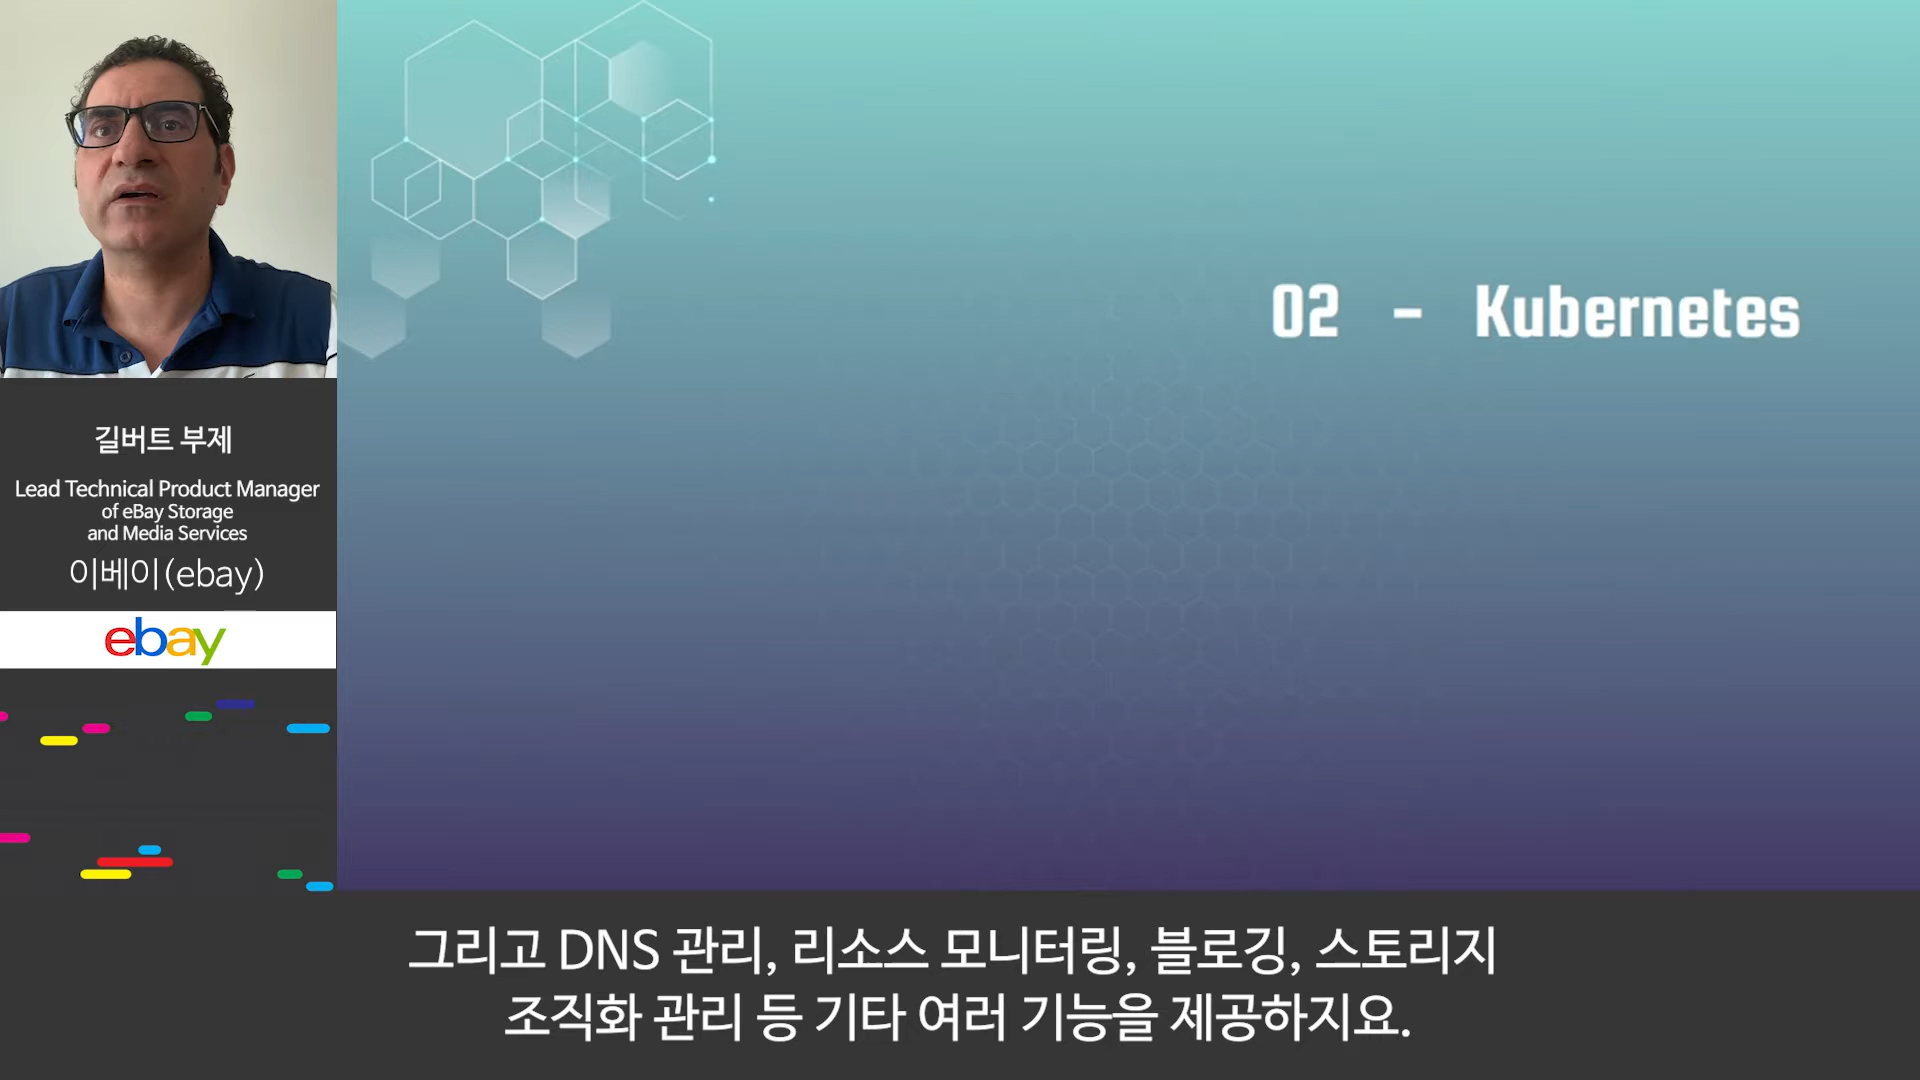 02 - Kubernetes
길버트 부제
Lead Technical Product Manager
of eBay Storage
and Media Services
이베이(ebay)
ebay
그리고 DNS 관리, 리소스 모니터링, 블로깅, 스토리지
조직화 관리 등 기타 여러 기능을 제공하지요.